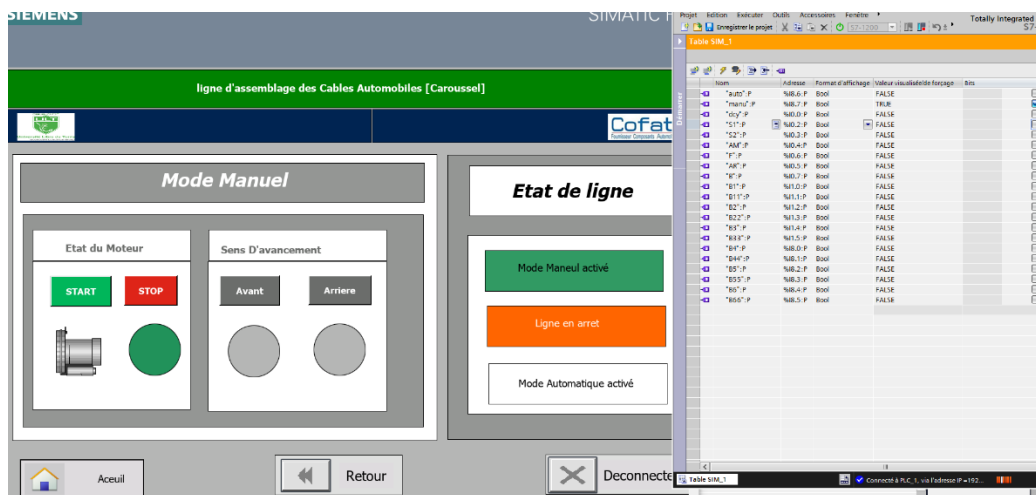 SIEMENS
SIMATIC H
ligne d'assemblage des Cables Automobiles [Caroussel]
Cofat
Mode Manuel
Etat du Moteur
START
STOP
Sens D'avancement
Avant
Arriere
Etat de ligne
Mode Maneul activé
Ligne en arret
Mode Automatique activé
Aceuil
Retour
Deconnecte
Projet Edition Exécuter Outils Accessoires Fenêtre
Totally Integrated
Enregistrer le projet
S7-1200
S7-
Table SIM_1
Démarrer
Nom Adresse Format d'affichage Valeur visualisée/de forçage Bits
"auto":P %I8.6:P Bool FALSE
"manu":P %I8.7:P Bool TRUE
"dcy":P %I0.0:P Bool FALSE
"S1":P %I0.2:P Bool FALSE
"S2":P %I0.3:P Bool FALSE
"AM":P %I0.4:P Bool FALSE
"F":P %I0.6:P Bool FALSE
"AR":P %I0.5:P Bool FALSE
"B":P %I0.7:P Bool FALSE
"B1":P %I1.0:P Bool FALSE
"B11":P %I1.1:P Bool FALSE
"B2":P %I1.2:P Bool FALSE
"B22":P %I1.3:P Bool FALSE
"B3":P %I1.4:P Bool FALSE
"B33":P %I1.5:P Bool FALSE
"B4":P %I8.0:P Bool FALSE
"B44":P %I8.1:P Bool FALSE
"B5":P %I8.2:P Bool FALSE
"B55":P %I8.3:P Bool FALSE
"B6":P %I8.4:P Bool FALSE
"B66":P %I8.5:P Bool FALSE
Table SIM_1
Connecté à PLC_1, via l'adresse IP =192...